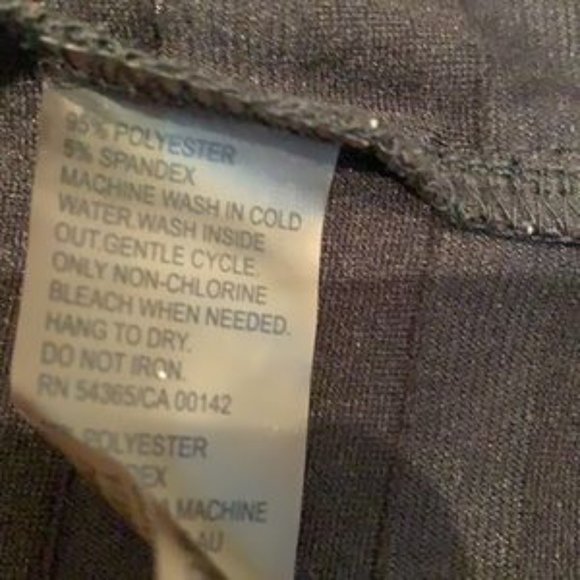 95% POLYESTER
5% SPANDEX
MACHINE WASH IN COLD
WATER.WASH INSIDE
OUT.GENTLE CYCLE.
ONLY NON-CHLORINE
BLEACH WHEN NEEDED.
HANG TO DRY.
DO NOT IRON.
RN 54365/CA 00142
POLYESTER
MACHINE
AU